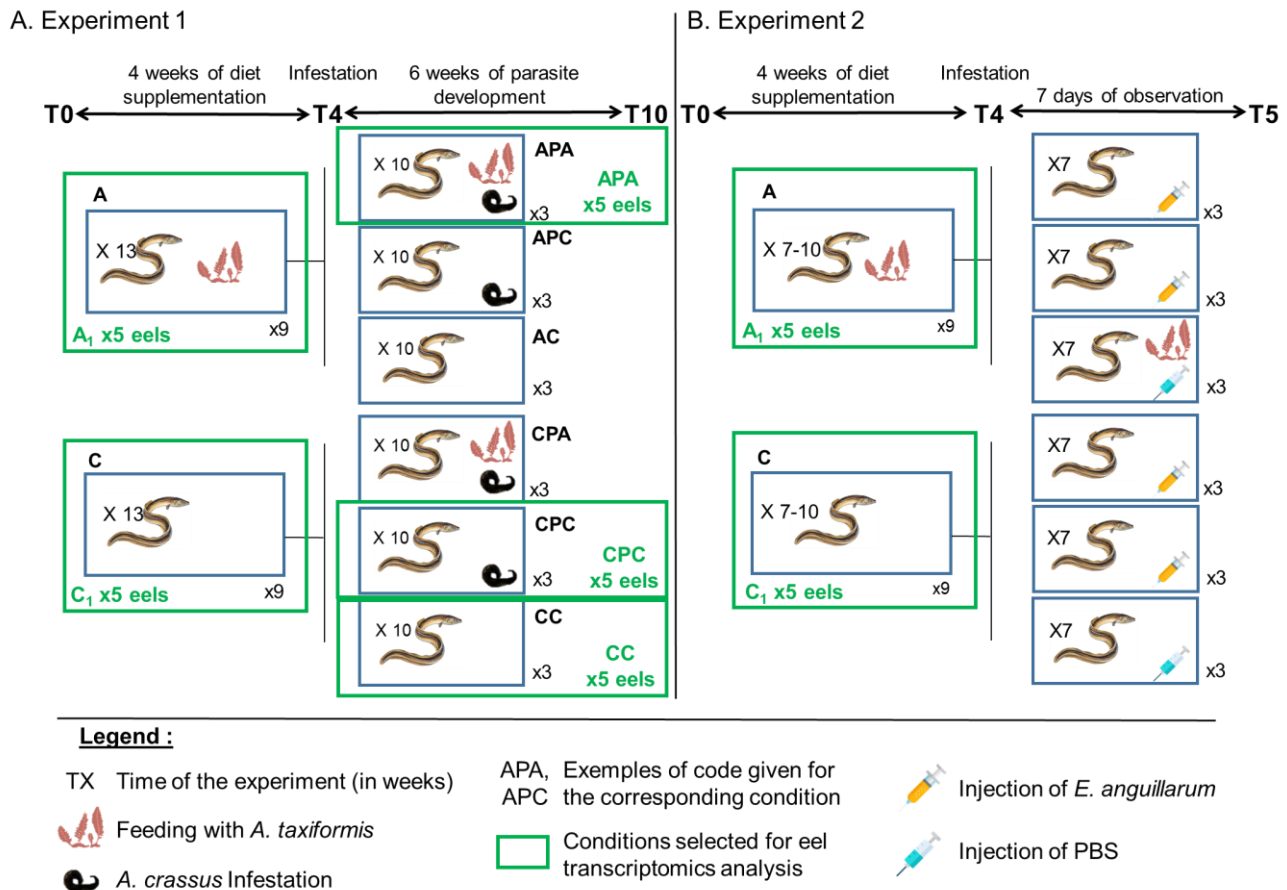 A. Experiment 1
4 weeks of diet
supplementation
Infestation
6 weeks of parasite
development
T0
T4
T10
A
X 13
x9
A1 x5 eels
C
X 13
x9
C1 x5 eels
X 10
x3
APA
APA
x5 eels
X 10
x3
APC
X 10
AC
x3
X 10
CPA
x3
X 10
CPC
x3
CPC
x5 eels
X 10
CC
x3
CC
x5 eels
B. Experiment 2
4 weeks of diet
supplementation
Infestation
7 days of observation
T0
T4
T5
A
X 7-10
x9
A1 x5 eels
C
X 7-10
x9
C1 x5 eels
X7
x3
X7
x3
X7
x3
X7
x3
X7
x3
X7
x3
Legend :
TX Time of the experiment (in weeks)
Feeding with A. taxiformis
A. crassus Infestation
APA, Exemples of code given for
APC the corresponding condition
Conditions selected for eel
transcriptomics analysis
Injection of E. anguillarum
Injection of PBS